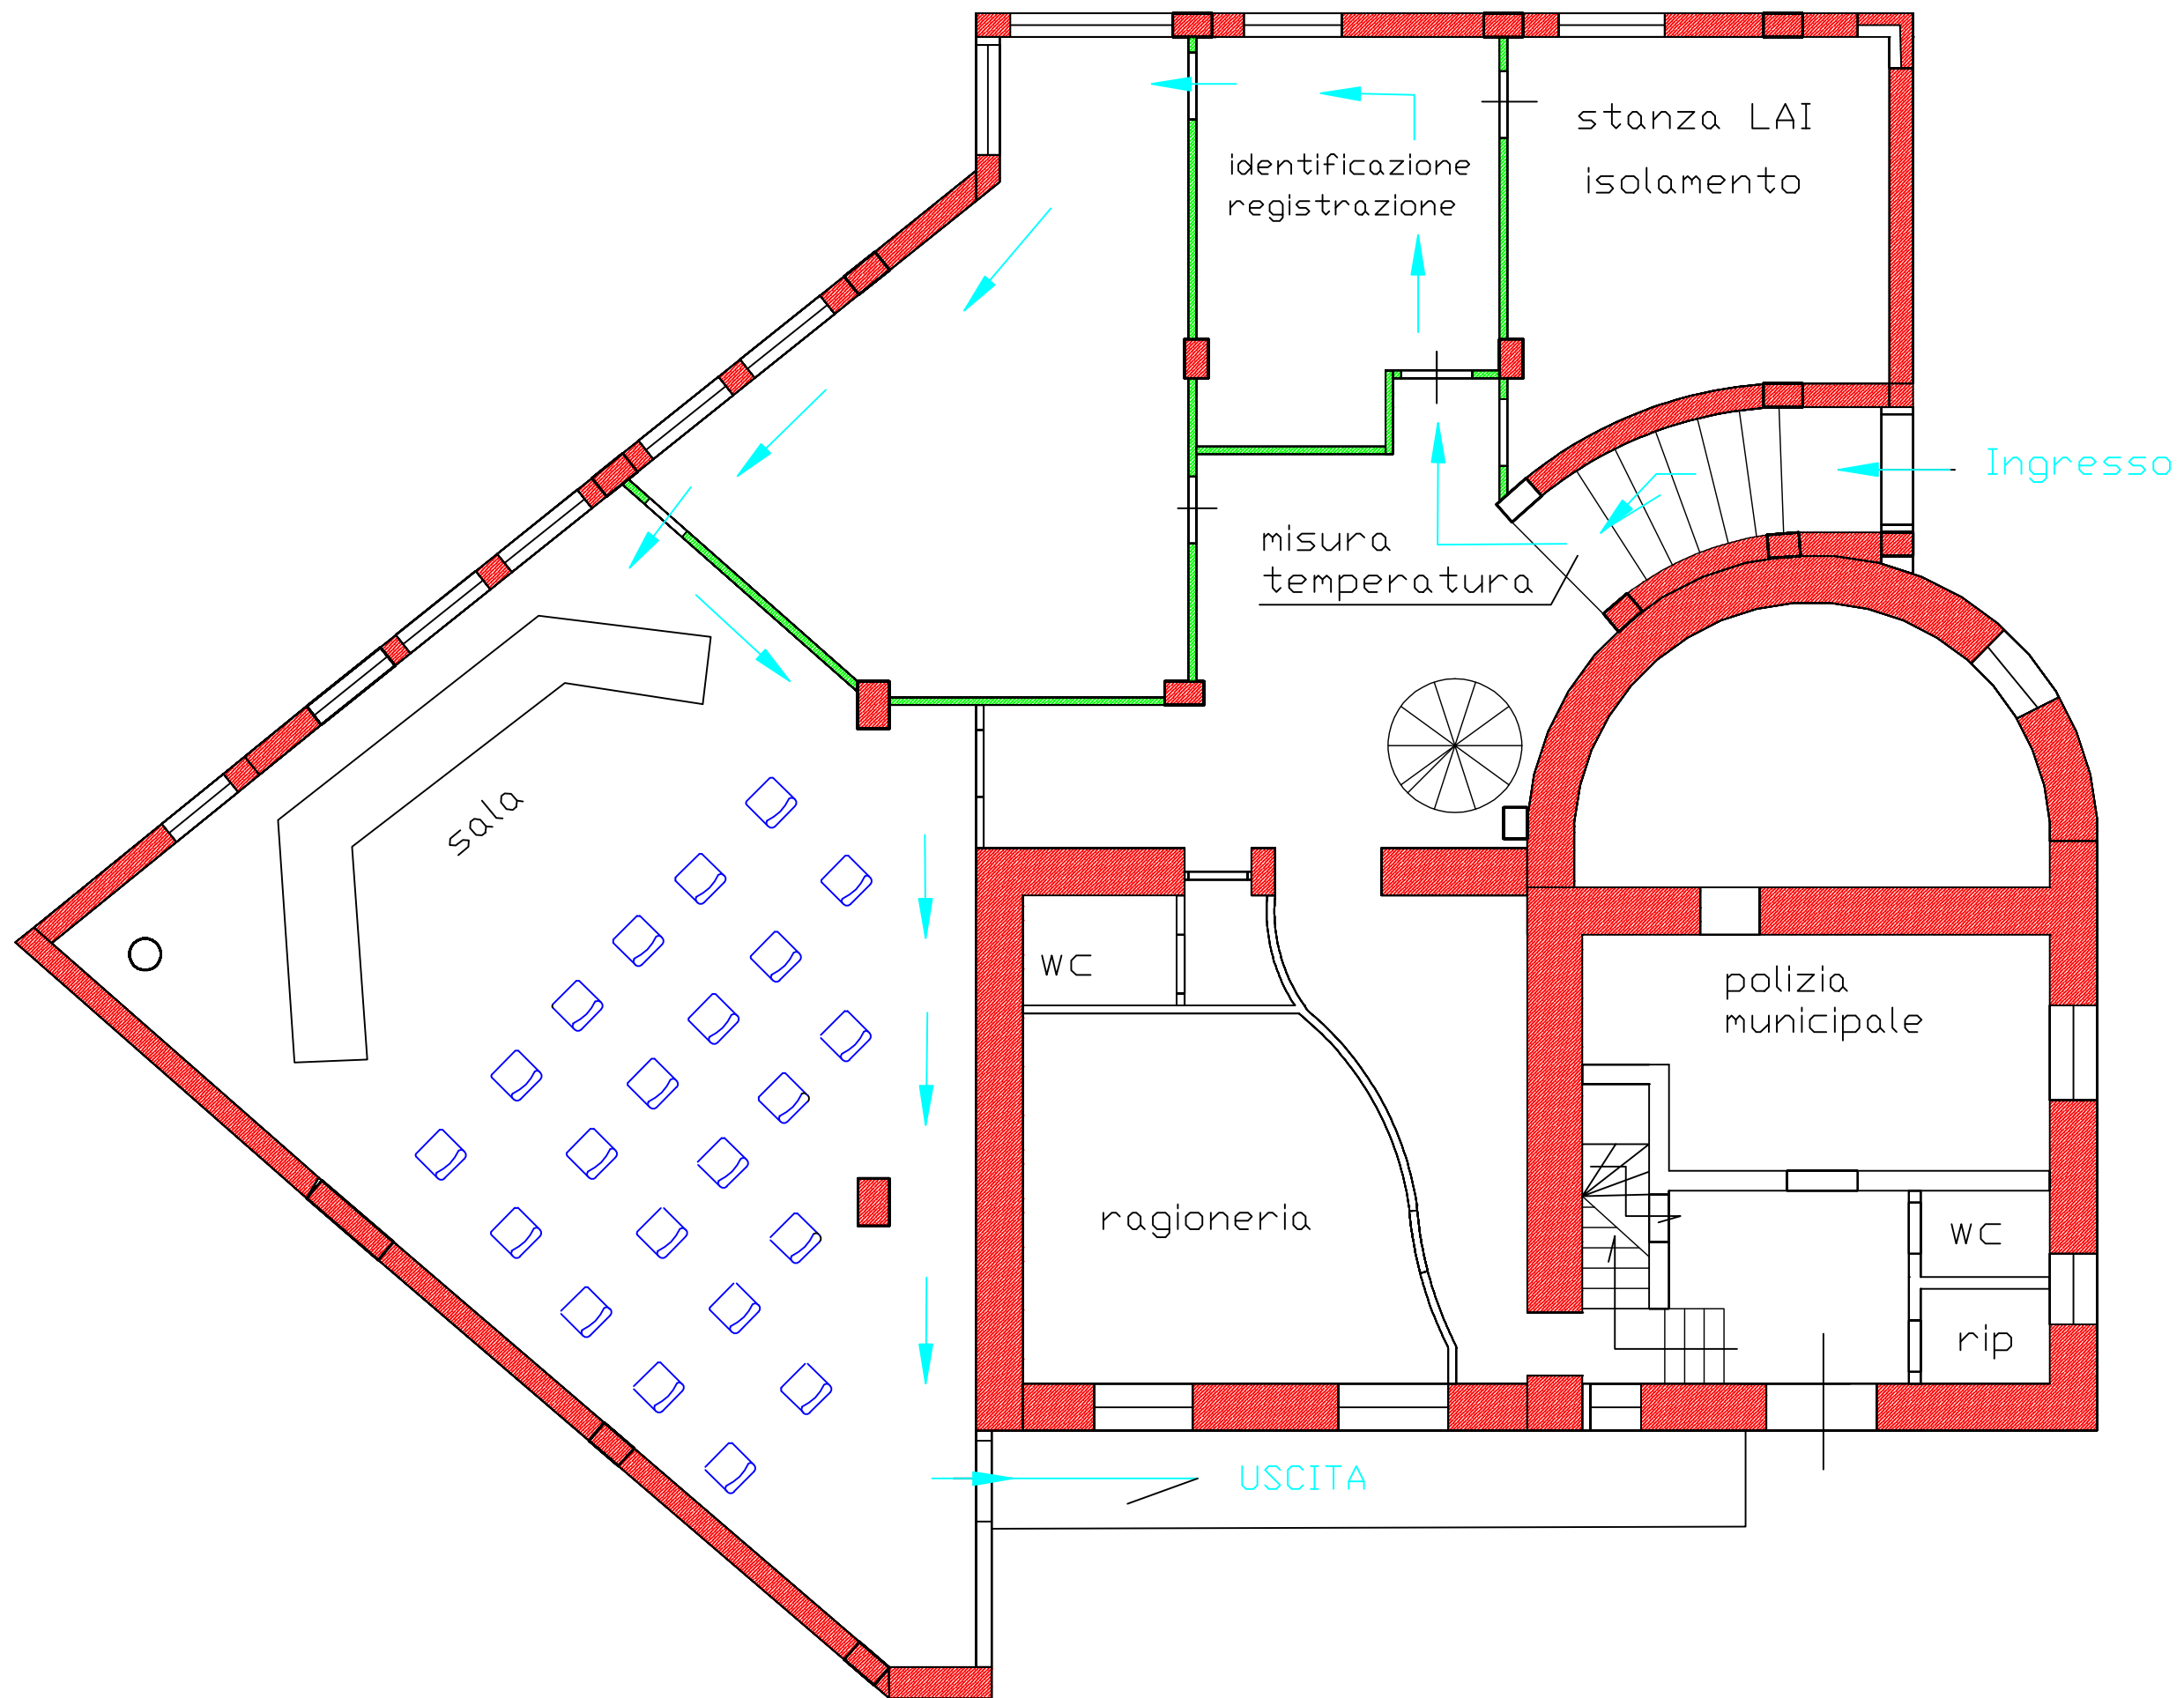 stanza LAI
isolamento
identificazione
registrazione
Ingresso
misura
temperatura
sala
WC
polizia
municipale
ragioneria
WC
rip
USCITA